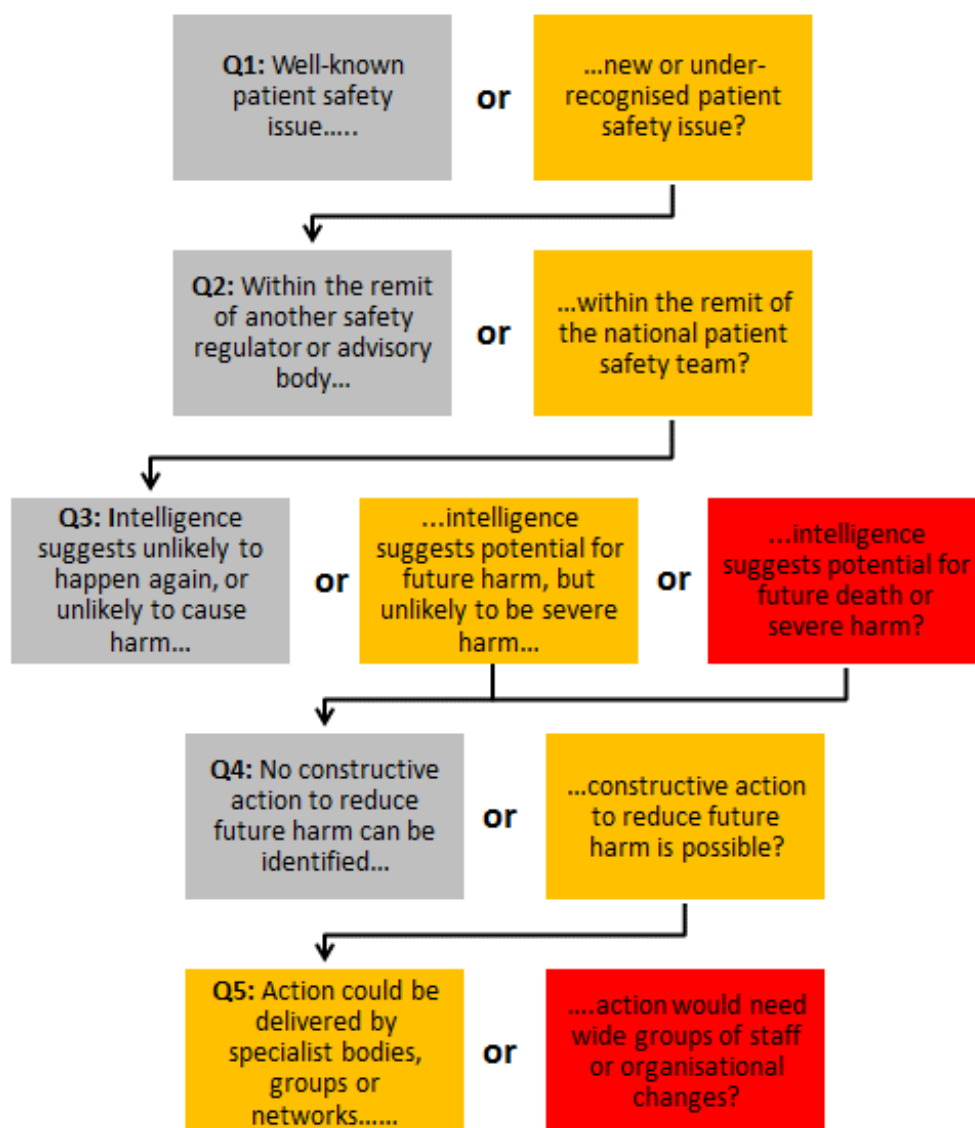 Q1: Well-known
patient safety
issue.....
or
...new or under-
recognised patient
safety issue?
Q2: Within the remit
of another safety
regulator or advisory
body...
or
...within the remit of
the national patient
safety team?
Q3: Intelligence
suggests unlikely to
happen again, or
unlikely to cause
harm...
or
...intelligence
suggests potential for
future harm, but
unlikely to be severe
harm...
or
...intelligence
suggests potential for
future death or
severe harm?
Q4: No constructive
action to reduce
future harm can be
identified...
or
...constructive action
to reduce future
harm is possible?
Q5: Action could be
delivered by
specialist bodies,
groups or
networks......
or
....action would need
wide groups of staff
or organisational
changes?